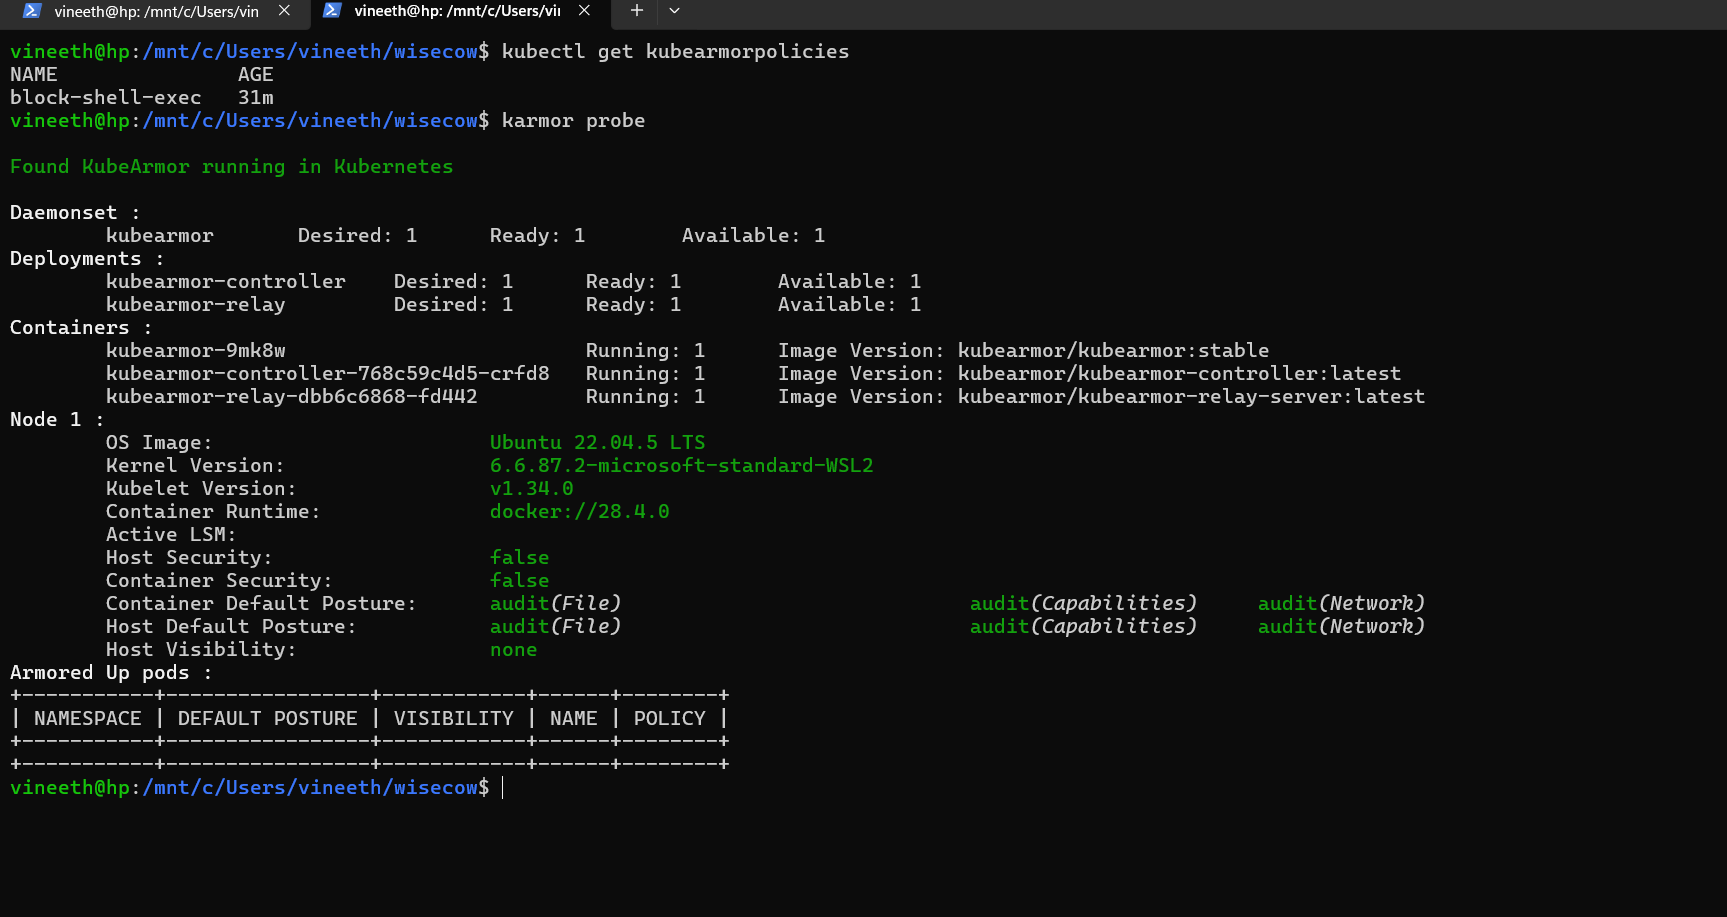 vineeth@hp: /mnt/c/Users/vin
vineeth@hp: /mnt/c/Users/vii
vineeth@hp:/mnt/c/Users/vineeth/wisecow$ kubectl get kubearmorpolicies
NAME AGE
block-shell-exec 31m
vineeth@hp:/mnt/c/Users/vineeth/wisecow$ karmor probe
Found KubeArmor running in Kubernetes
Daemonset :
kubearmor Desired: 1 Ready: 1 Available: 1
Deployments :
kubearmor-controller Desired: 1 Ready: 1 Available: 1
kubearmor-relay Desired: 1 Ready: 1 Available: 1
Containers :
kubearmor-9mk8w Running: 1 Image Version: kubearmor/kubearmor:stable
kubearmor-controller-768c59c4d5-crfd8 Running: 1 Image Version: kubearmor/kubearmor-controller:latest
kubearmor-relay-dbb6c6868-fd442 Running: 1 Image Version: kubearmor/kubearmor-relay-server:latest
Node 1 :
OS Image: Ubuntu 22.04.5 LTS
Kernel Version: 6.6.87.2-microsoft-standard-WSL2
Kubelet Version: v1.34.0
Container Runtime: docker://28.4.0
Active LSM:
Host Security: false
Container Security: false
Container Default Posture: audit(File) audit(Capabilities) audit(Network)
Host Default Posture: audit(File) audit(Capabilities) audit(Network)
Host Visibility: none
Armored Up pods :
+-----------+-----------------+------------+------+--------+
| NAMESPACE | DEFAULT POSTURE | VISIBILITY | NAME | POLICY |
+-----------+-----------------+------------+------+--------+
+-----------+-----------------+------------+------+--------+
vineeth@hp:/mnt/c/Users/vineeth/wisecow$